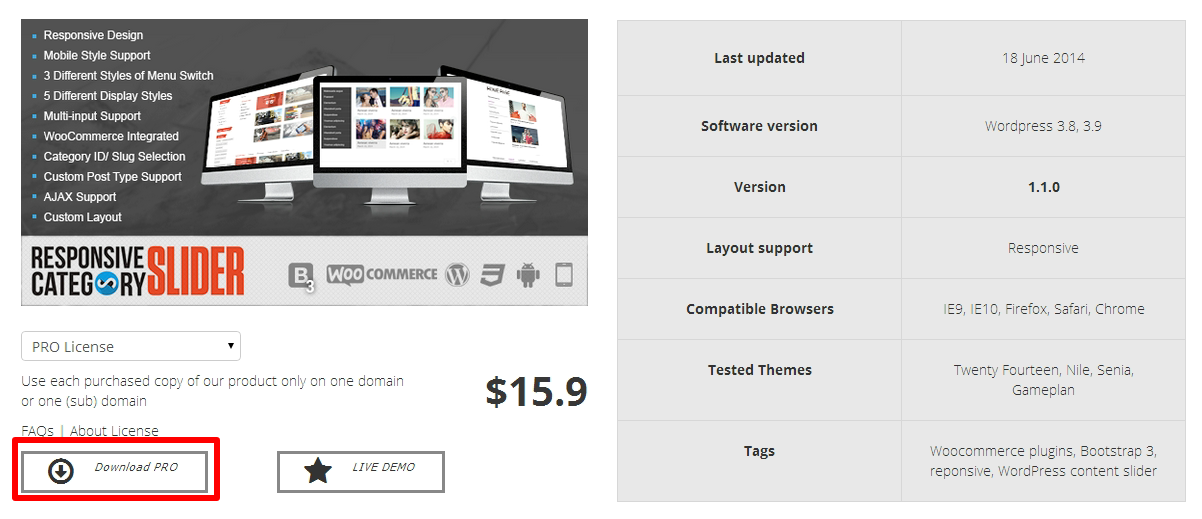 Responsive Design
Mobile Style Support
3 Different Styles of Menu Switch
5 Different Display Styles
Multi-input Support
WooCommerce Integrated
Category ID/ Slug Selection
Custom Post Type Support
AJAX Support
Custom Layout
RESPONSIVE
CATEGORY
SLIDER
B3
WOOCOMMERCE
PRO License
Use each purchased copy of our product only on one domain
or one (sub) domain
$15.9
FAQs | About License
Download PRO
LIVE DEMO
Last updated 18 June 2014
Software version Wordpress 3.8, 3.9
Version 1.1.0
Layout support Responsive
Compatible Browsers IE9, IE10, Firefox, Safari, Chrome
Tested Themes Twenty Fourteen, Nile, Senia,
Gameplan
Tags Woocommerce plugins, Bootstrap 3,
reponsive, WordPress content slider